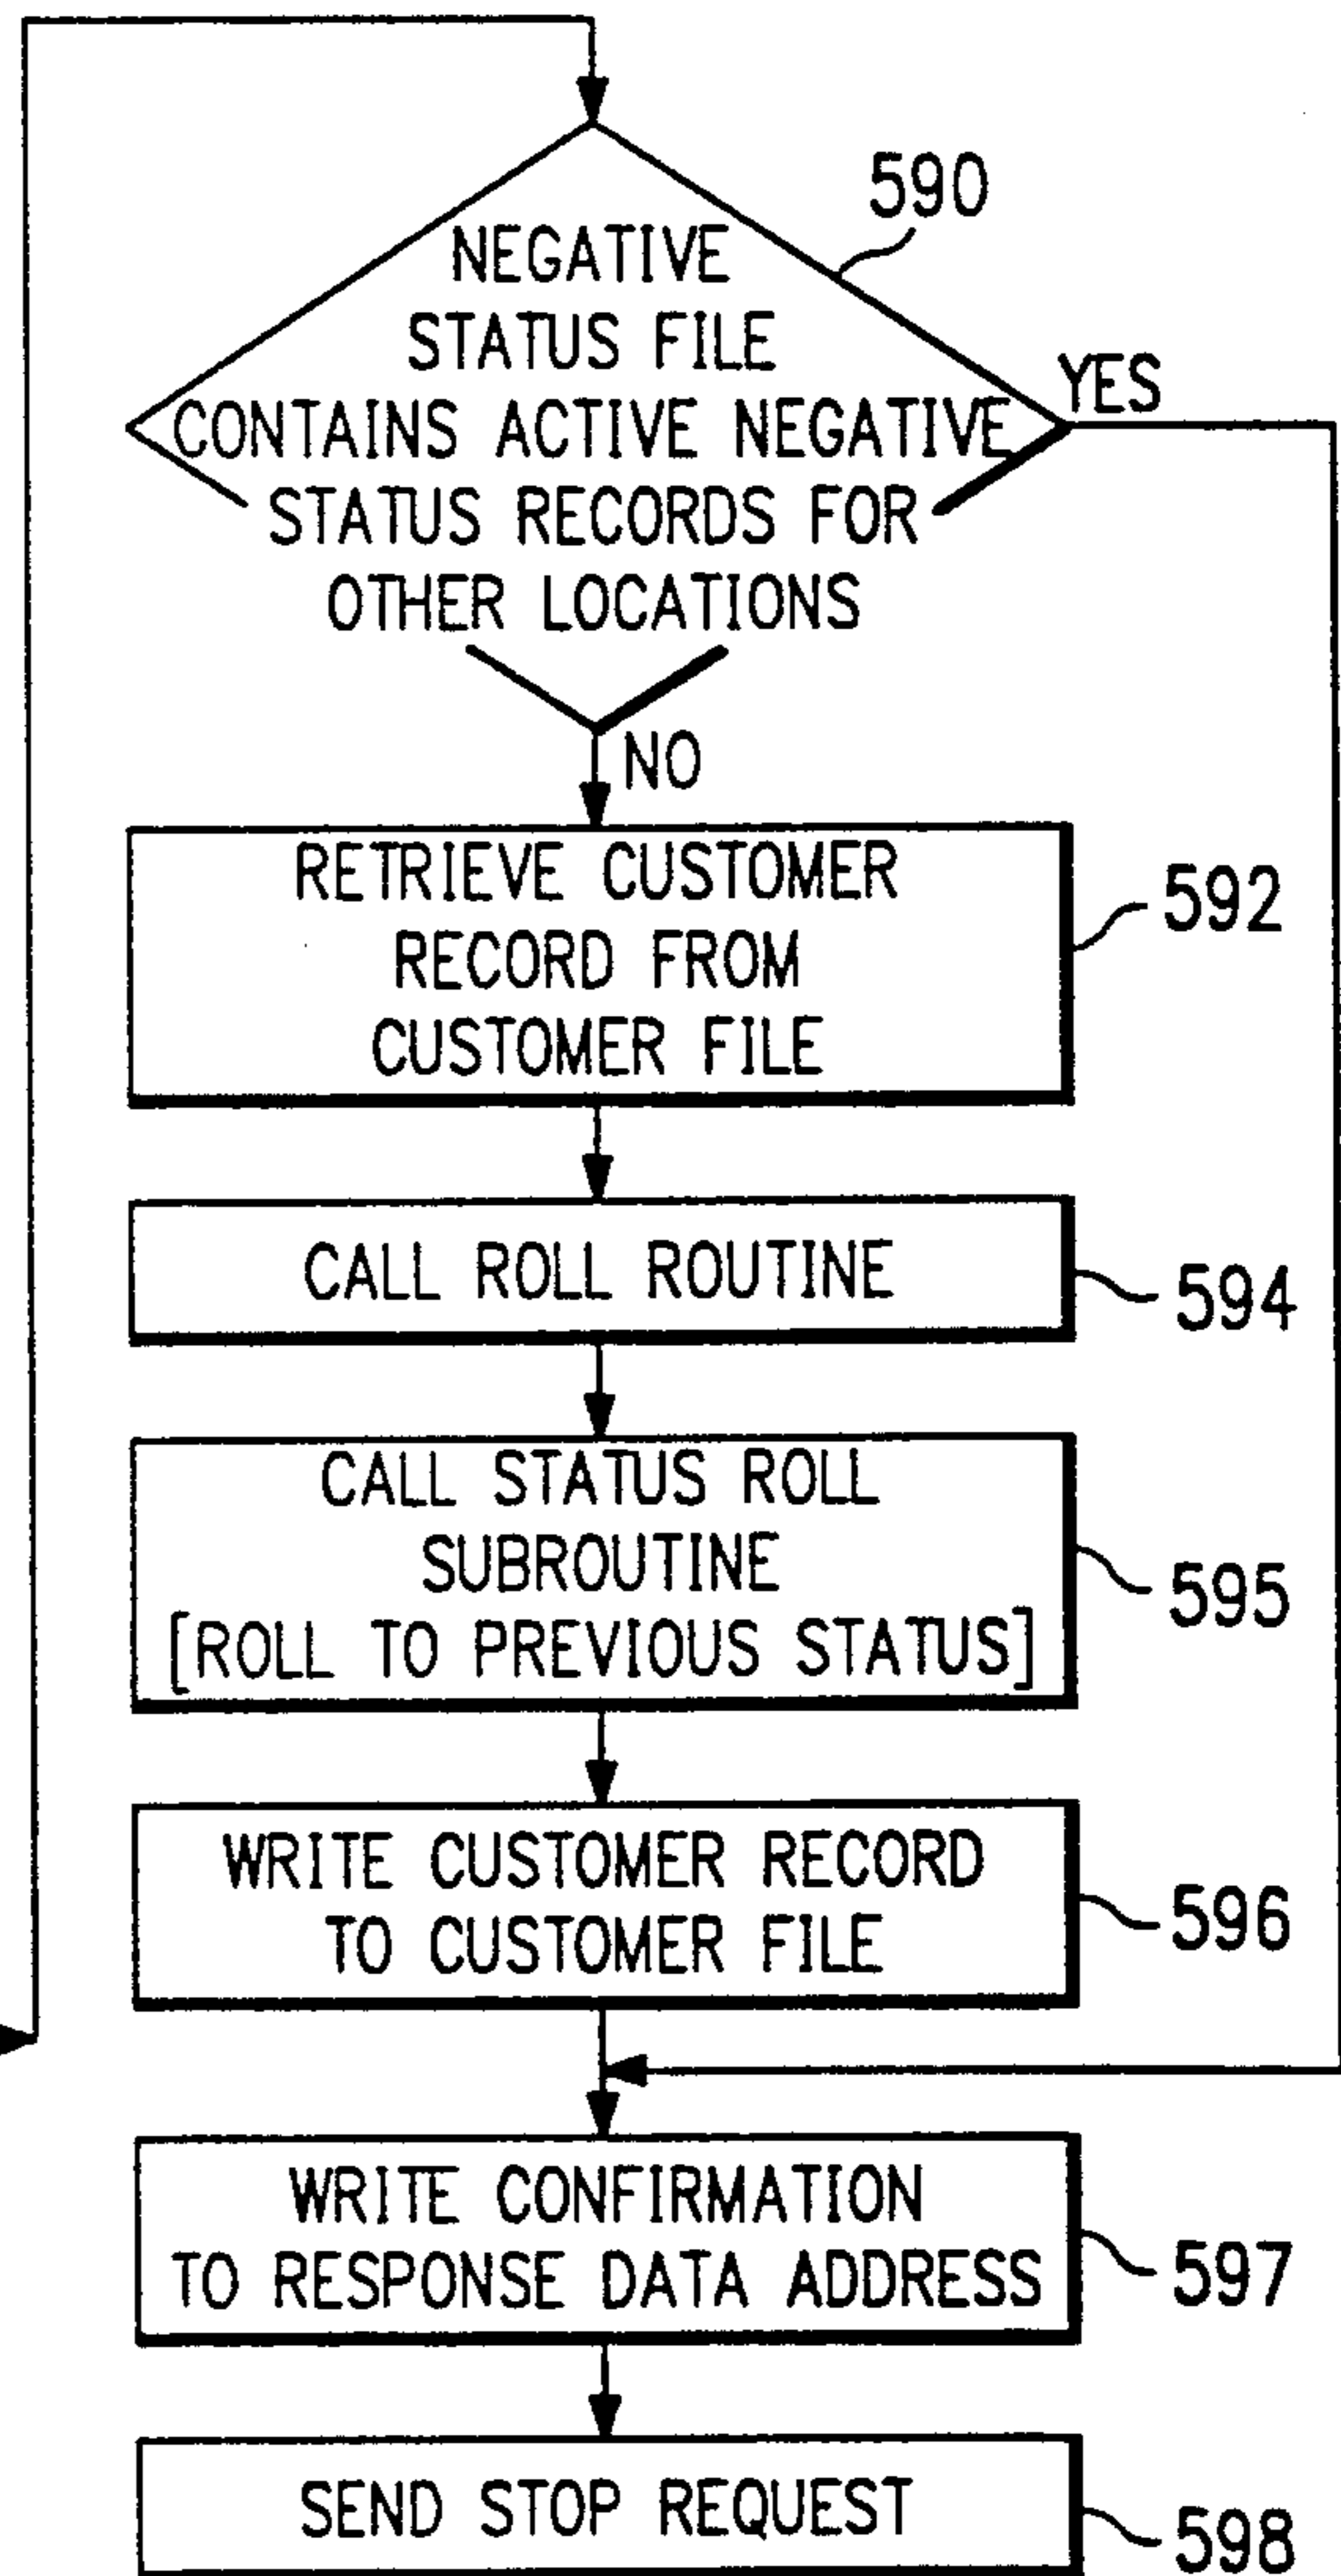 590
NEGATIVE
STATUS FILE
YES
CONTAINS ACTIVE NEGATIVE
STATUS RECORDS FOR
OTHER LOCATIONS
NO
RETRIEVE CUSTOMER
RECORD FROM
CUSTOMER FILE
592
CALL ROLL ROUTINE
594
CALL STATUS ROLL
SUBROUTINE
[ROLL TO PREVIOUS STATUS]
595
WRITE CUSTOMER RECORD
TO CUSTOMER FILE
596
WRITE CONFIRMATION
TO RESPONSE DATA ADDRESS
597
SEND STOP REQUEST
598